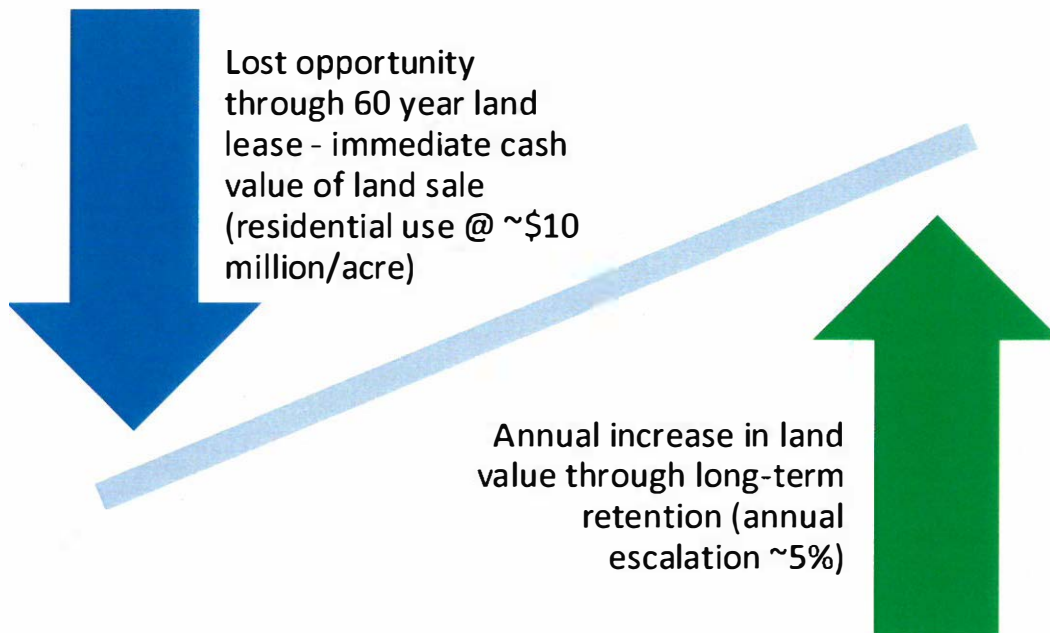 Lost opportunity
through 60 year land
lease - immediate cash
value of land sale
(residential use @ ~$10
million/acre)
Annual increase in land
value through long-term
retention (annual
escalation ~5%)